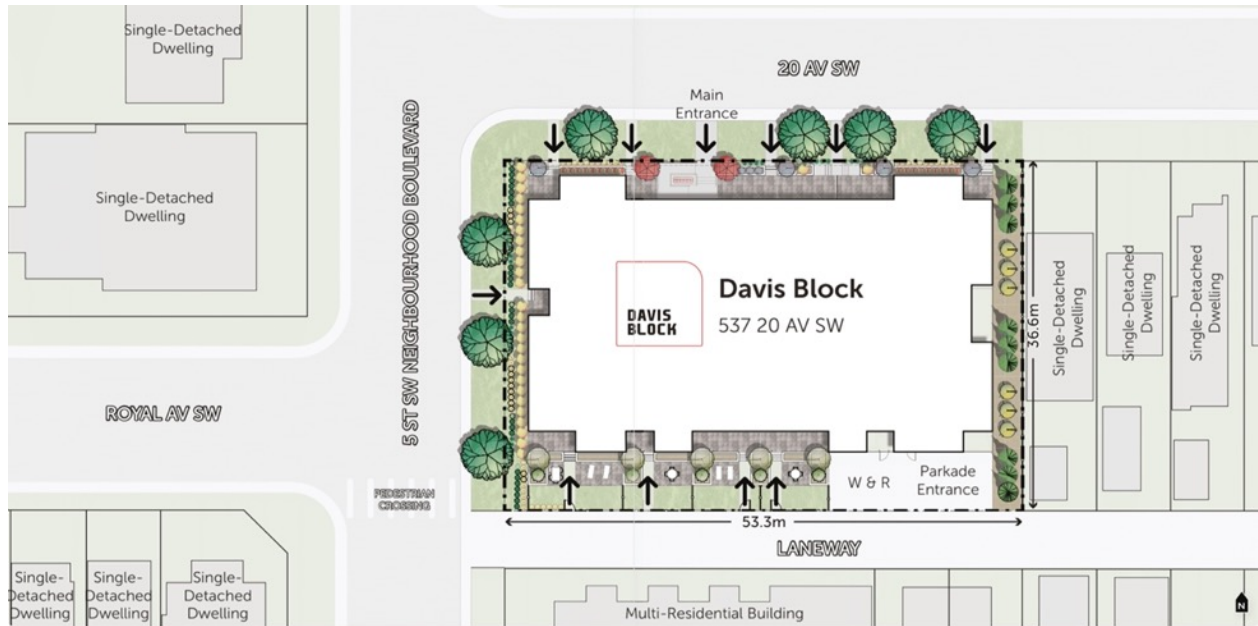 Single-Detached
Dwelling
20 AV SW
Main
Entrance
5 ST SW NEIGHBOURHOOD BOULEVARD
Single-Detached
Dwelling
DAVIS
BLOCK
Davis Block
537 20 AV SW
36.6m
Single-Detached
Dwelling
Single-Detached
Dwelling
Single-Detached
Dwelling
ROYAL AV SW
PEDESTRIAN
CROSSING
W & R
Parkade
Entrance
53.3m
LANEWAY
Single-
Detached
Dwelling
Single-
Detached
Dwelling
Single-
Detached
Dwelling
Multi-Residential Building
N